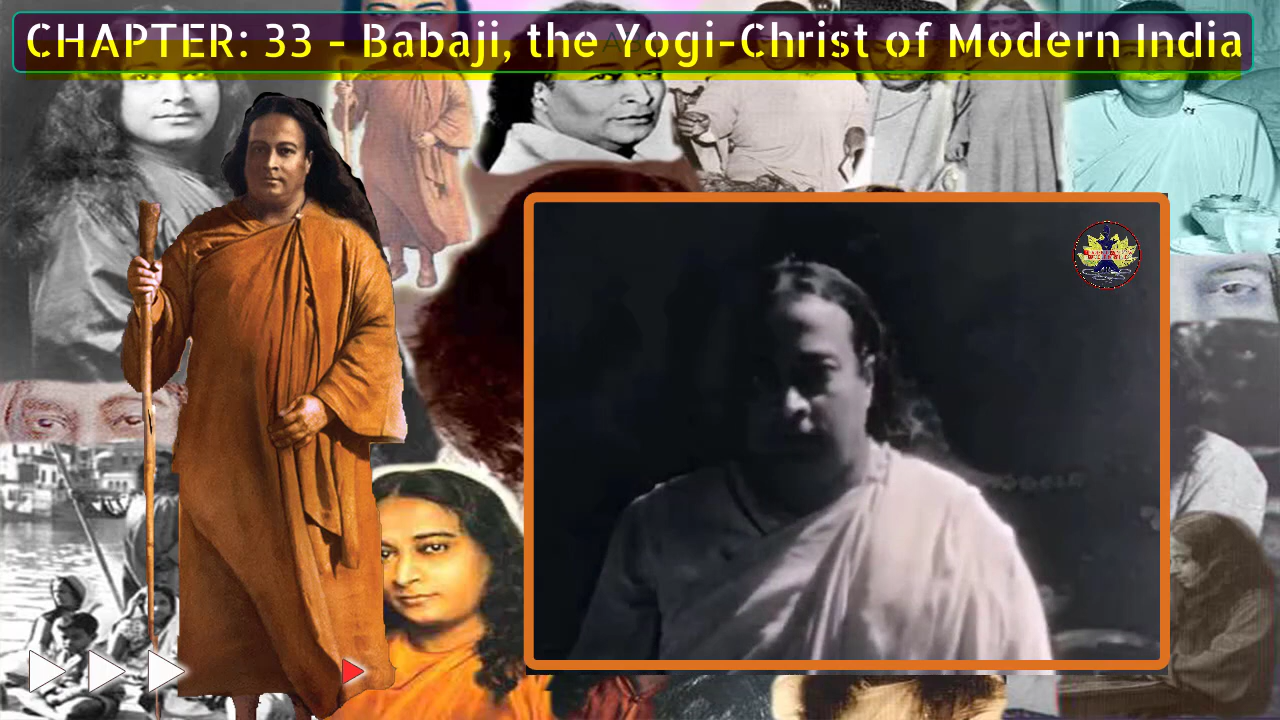 CHAPTER: 33 - Babaji, the Yogi-Christ of Modern India